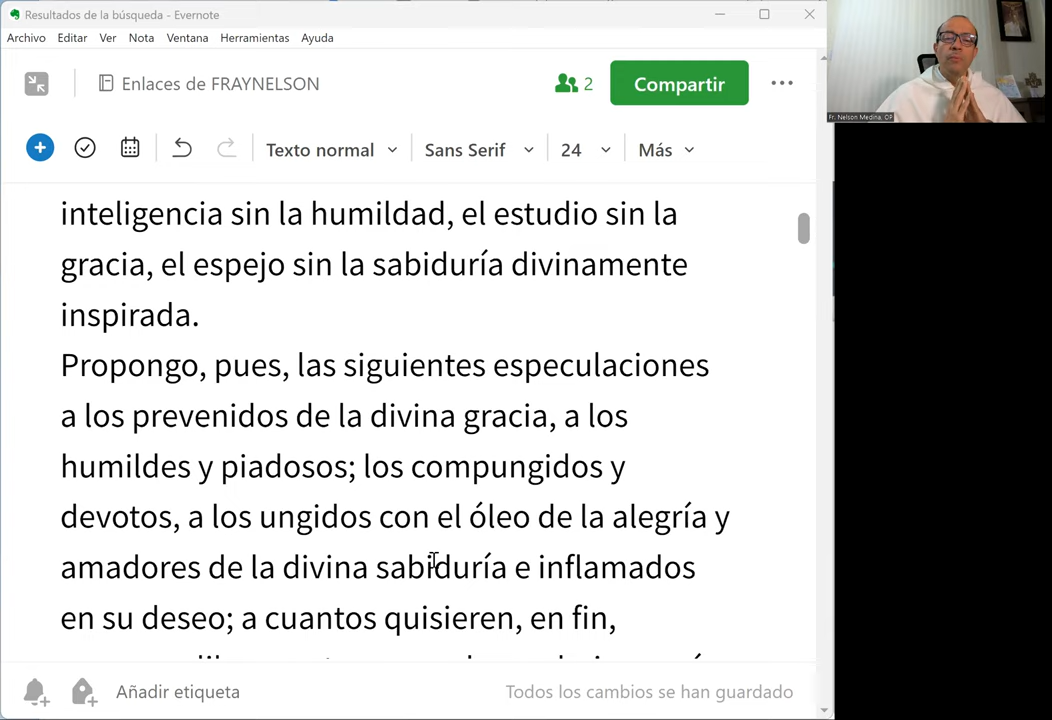 Resultados de la búsqueda - Evernote
Archivo Editar Ver Nota Ventana Herramientas Ayuda
Enlaces de FRAYNELSON
2
Compartir
Texto normal
Sans Serif
24
Más
inteligencia sin la humildad, el estudio sin la
gracia, el espejo sin la sabiduría divinamente
inspirada.
Propongo, pues, las siguientes especulaciones
a los prevenidos de la divina gracia, a los
humildes y piadosos; los compungidos y
devotos, a los ungidos con el óleo de la alegría y
amadores de la divina sabiduría e inflamados
en su deseo; a cuantos quisieren, en fin,
Añadir etiqueta
Todos los cambios se han guardado
Fr. Nelson Medina, OP